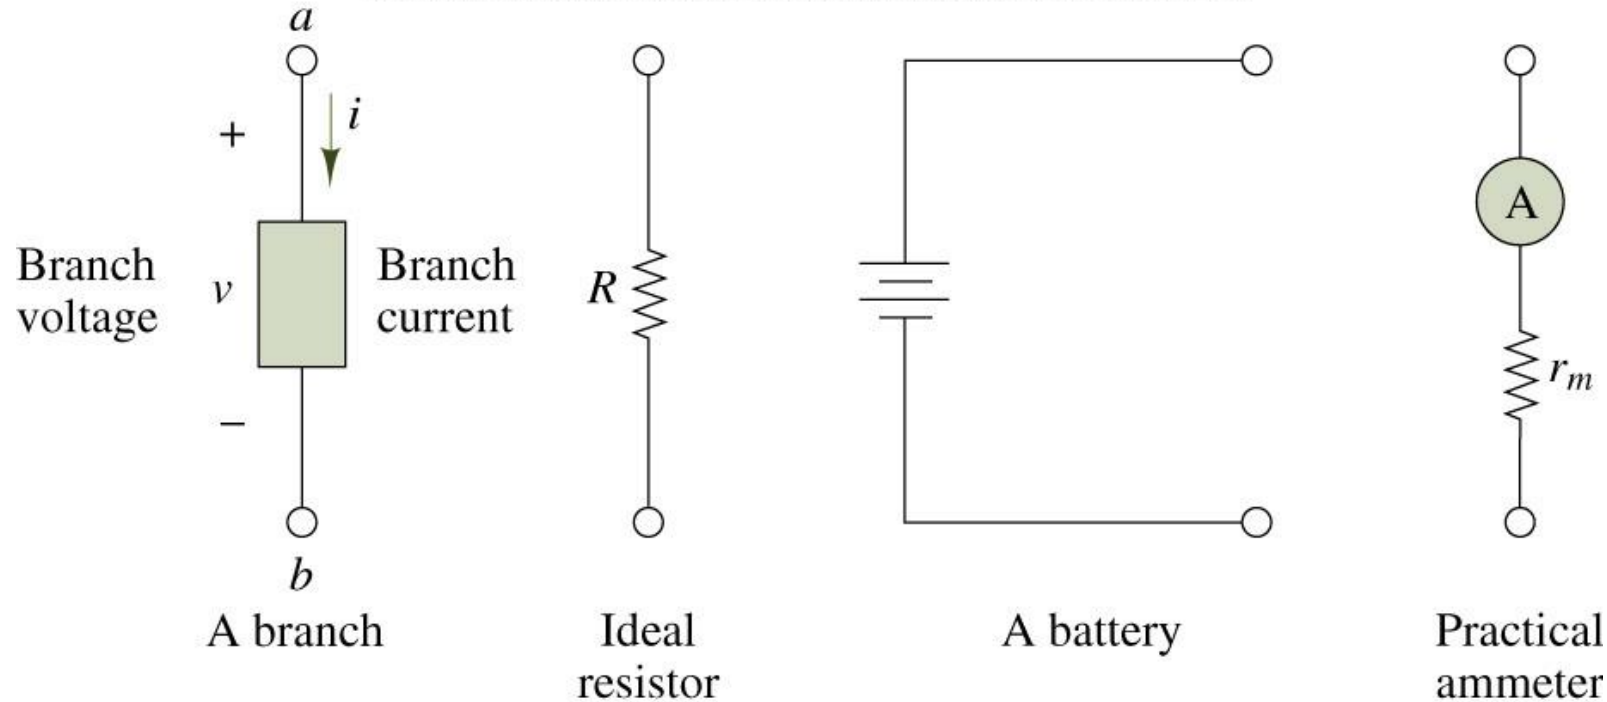 a
+
i
Branch
voltage
v
Branch
current
−
b
A branch
R
Ideal
resistor
A battery
A
r_m
Practical
ammeter